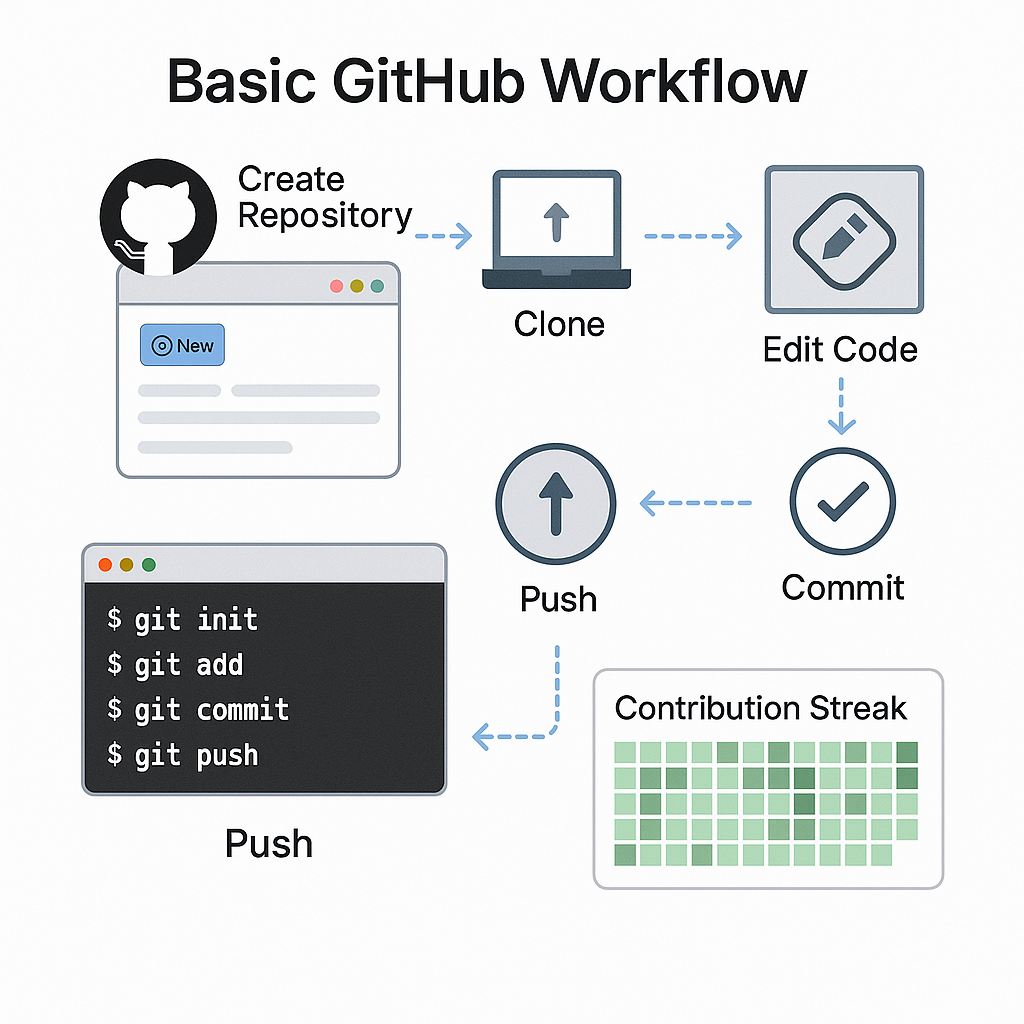 Basic GitHub Workflow
Create
Repository
New
Clone
Edit Code
Commit
Push
$ git init
$ git add
$ git commit
$ git push
Push
Contribution Streak